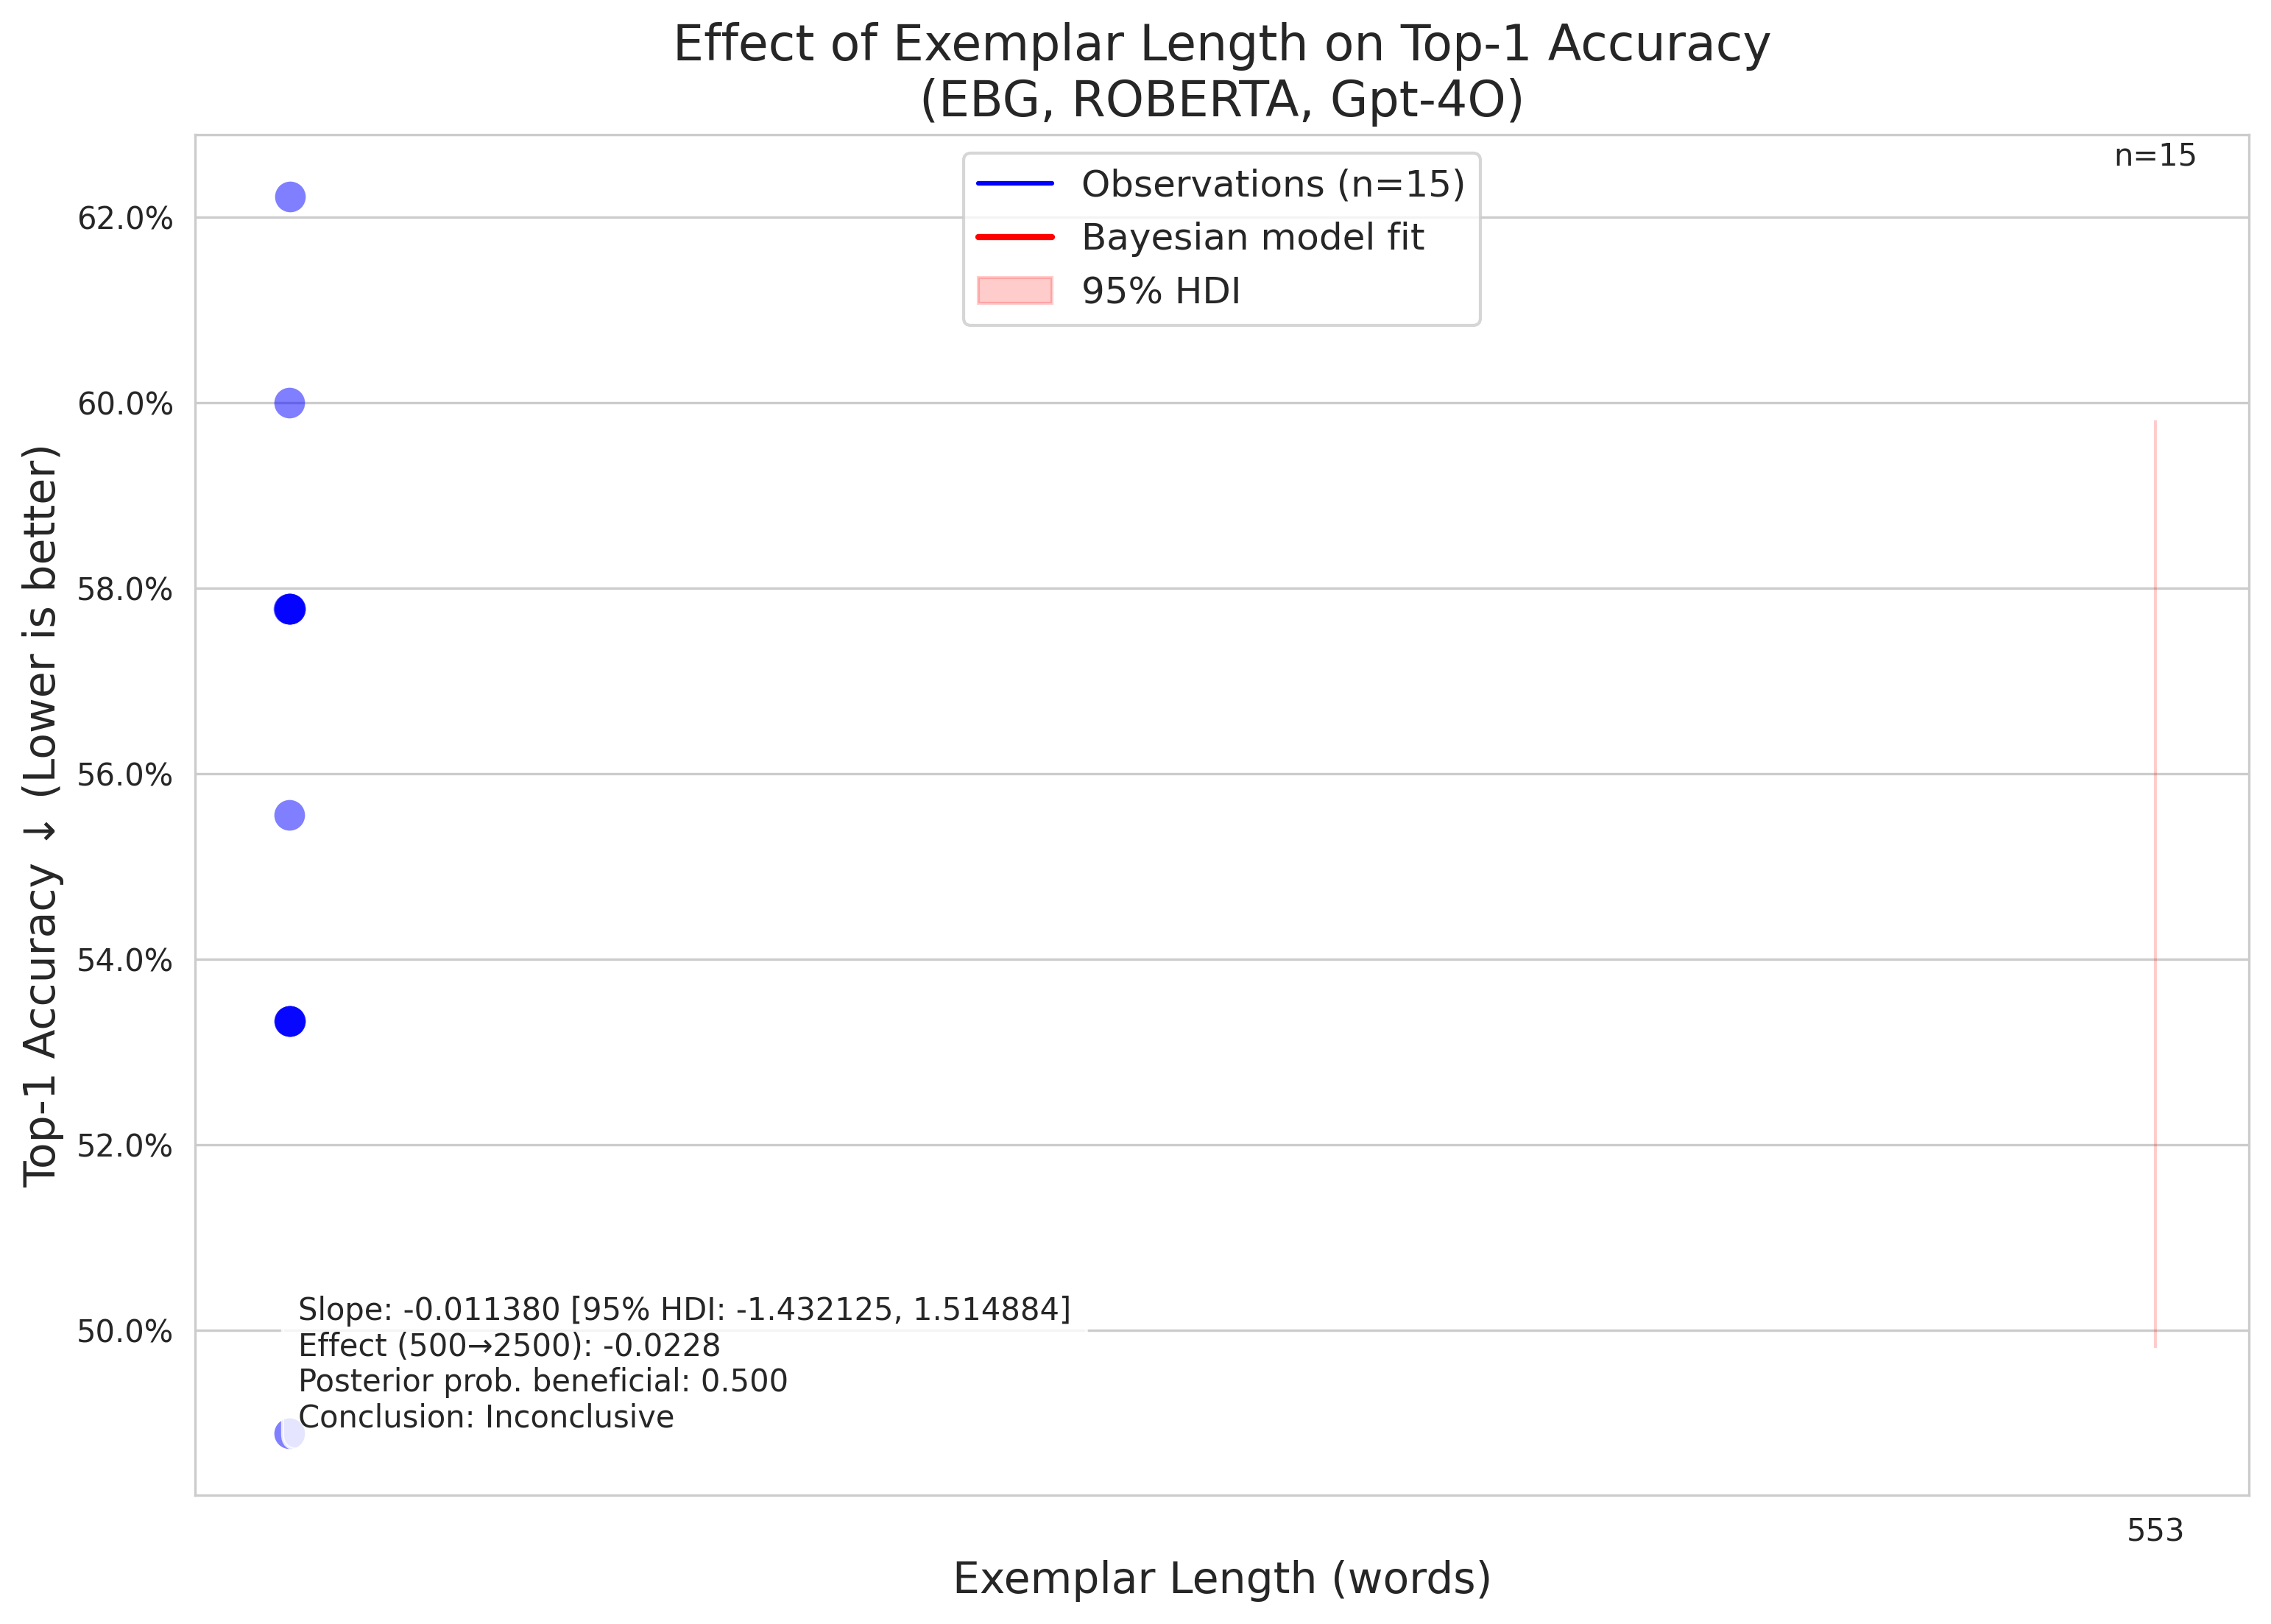 Effect of Exemplar Length on Top-1 Accuracy
(EBG, ROBERTA, Gpt-4O)
n=15
Observations (n=15)
Bayesian model fit
95% HDI
62.0%
60.0%
58.0%
56.0%
54.0%
52.0%
50.0%
Top-1 Accuracy ↓ (Lower is better)
Slope: -0.011380 [95% HDI: -1.432125, 1.514884]
Effect (500→2500): -0.0228
Posterior prob. beneficial: 0.500
Conclusion: Inconclusive
553
Exemplar Length (words)